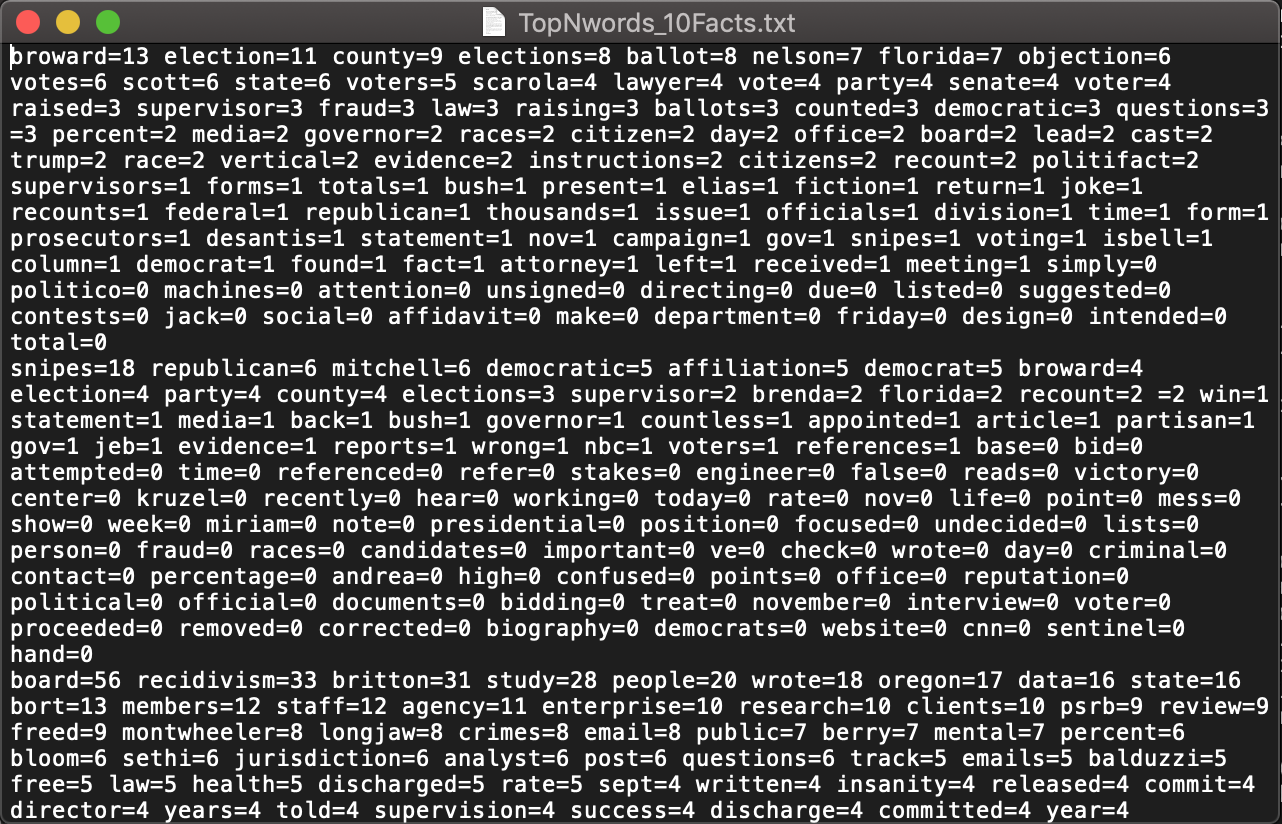 TopNwords_10Facts.txt
broward=13 election=11 county=9 elections=8 ballot=8 nelson=7 florida=7 objection=6
votes=6 scott=6 state=6 voters=5 scarola=4 lawyer=4 vote=4 party=4 senate=4 voter=4
raised=3 supervisor=3 fraud=3 law=3 raising=3 ballots=3 counted=3 democratic=3 questions=3
=3 percent=2 media=2 governor=2 races=2 citizen=2 day=2 office=2 board=2 lead=2 cast=2
trump=2 race=2 vertical=2 evidence=2 instructions=2 citizens=2 recount=2 politifact=2
supervisors=1 forms=1 totals=1 bush=1 present=1 elias=1 fiction=1 return=1 joke=1
recounts=1 federal=1 republican=1 thousands=1 issue=1 officials=1 division=1 time=1 form=1
prosecutors=1 desantis=1 statement=1 nov=1 campaign=1 gov=1 snipes=1 voting=1 isbell=1
column=1 democrat=1 found=1 fact=1 attorney=1 left=1 received=1 meeting=1 simply=0
politico=0 machines=0 attention=0 unsigned=0 directing=0 due=0 listed=0 suggested=0
contests=0 jack=0 social=0 affidavit=0 make=0 department=0 friday=0 design=0 intended=0
total=0
snipes=18 republican=6 mitchell=6 democratic=5 affiliation=5 democrat=5 broward=4
election=4 party=4 county=4 elections=3 supervisor=2 brenda=2 florida=2 recount=2 =2 win=1
statement=1 media=1 back=1 bush=1 governor=1 countless=1 appointed=1 article=1 partisan=1
gov=1 jeb=1 evidence=1 reports=1 wrong=1 nbc=1 voters=1 references=1 base=0 bid=0
attempted=0 time=0 referenced=0 refer=0 stakes=0 engineer=0 false=0 reads=0 victory=0
center=0 kruzel=0 recently=0 hear=0 working=0 today=0 rate=0 nov=0 life=0 point=0 mess=0
show=0 week=0 miriam=0 note=0 presidential=0 position=0 focused=0 undecided=0 lists=0
person=0 fraud=0 races=0 candidates=0 important=0 ve=0 check=0 wrote=0 day=0 criminal=0
contact=0 percentage=0 andrea=0 high=0 confused=0 points=0 office=0 reputation=0
political=0 official=0 documents=0 bidding=0 treat=0 november=0 interview=0 voter=0
proceeded=0 removed=0 corrected=0 biography=0 democrats=0 website=0 cnn=0 sentinel=0
hand=0
board=56 recidivism=33 britton=31 study=28 people=20 wrote=18 oregon=17 data=16 state=16
bort=13 members=12 staff=12 agency=11 enterprise=10 research=10 clients=10 psrb=9 review=9
freed=9 montwheeler=8 longjaw=8 crimes=8 email=8 public=7 berry=7 mental=7 percent=6
bloom=6 sethi=6 jurisdiction=6 analyst=6 post=6 questions=6 track=5 emails=5 balduzzi=5
free=5 law=5 health=5 discharged=5 rate=5 sept=4 written=4 insanity=4 released=4 commit=4
director=4 years=4 told=4 supervision=4 success=4 discharge=4 committed=4 year=4